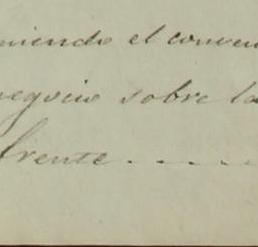 niendo el conven
negocio sobre la
frente.......